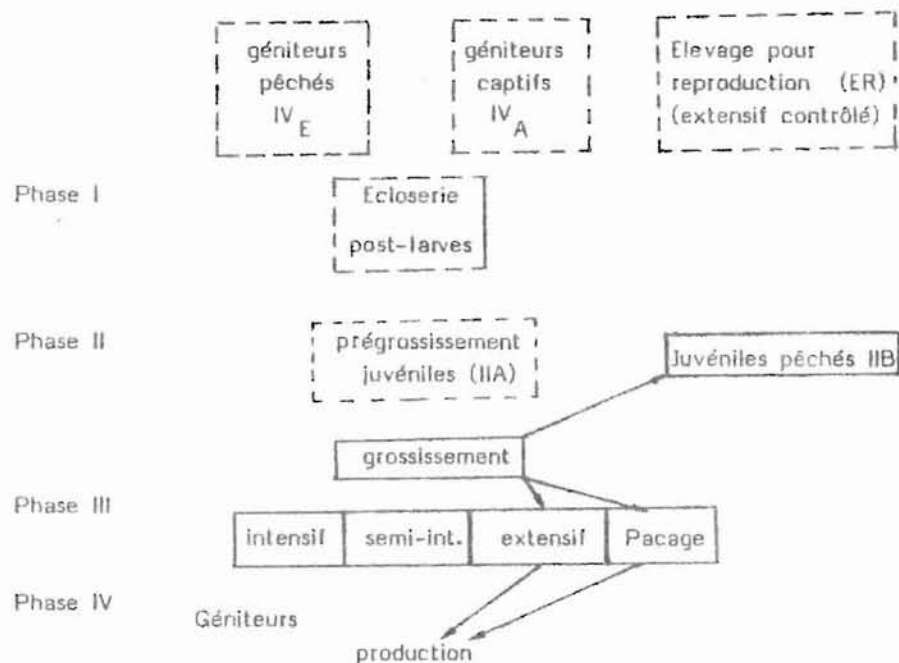 géniteurs
pêchés
IV E
géniteurs
captifs
IV A
Elevage pour
reproduction (ER)
(extensif contrôlé)
Phase I
Ecloserie
post-larves
Phase II
prégrossissement
juvéniles (IIA)
Juvéniles pêchés IIB
grossissement
Phase III
intensif
semi-int.
extensif
Pacage
Phase IV
Géniteurs
production